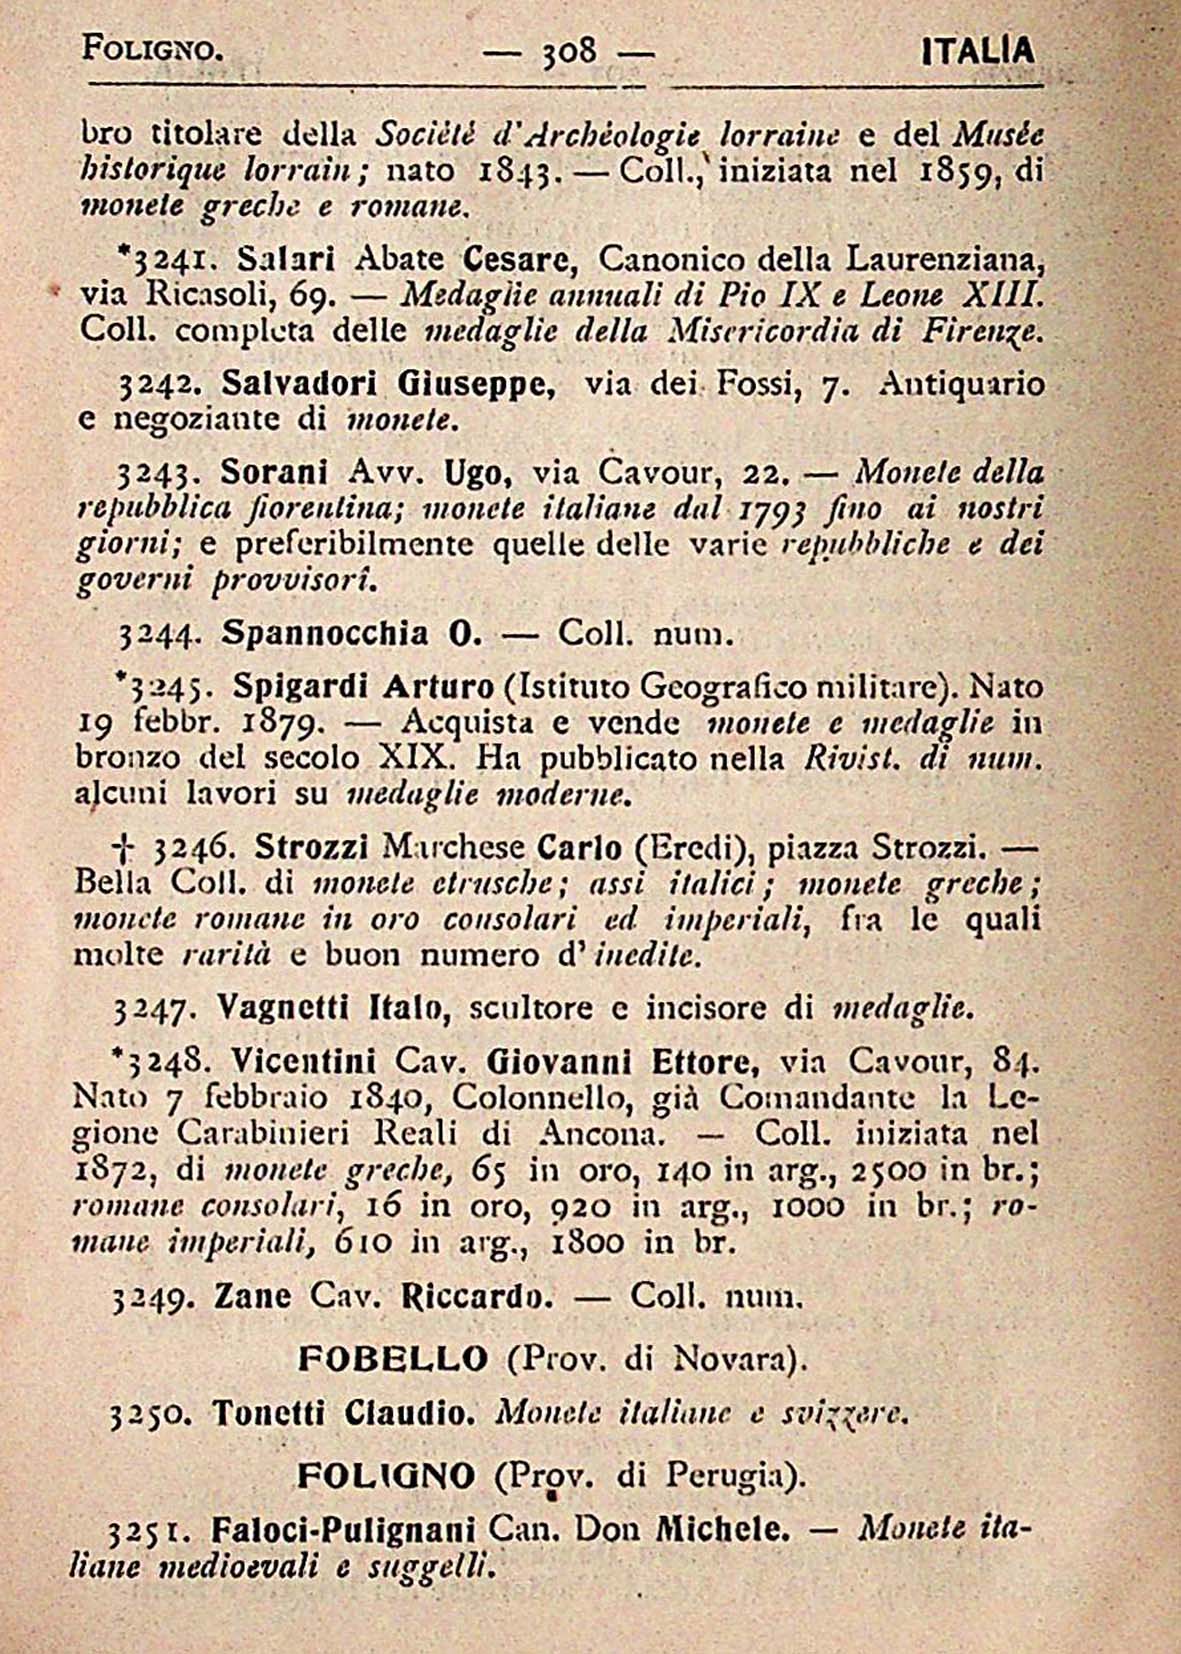 FOLIGNO. — 308 — ITALIA
bro titolare della Société d'Archéologie lorraine e del Musée
historique lorrain; nato 1843. — Coll., iniziata nel 1859, di
monete greche e romane.
*3241. Salari Abate Cesare, Canonico della Laurenziana,
via Ricasoli, 69. — Medaglie annuali di Pio IX e Leone XIII.
Coll. completa delle medaglie della Misericordia di Firenze.
3242. Salvadori Giuseppe, via dei Fossi, 7. Antiquario
e negoziante di monete.
3243. Sorani Avv. Ugo, via Cavour, 22. — Monete della
repubblica fiorentina; monete italiane dal 1793 fino ai nostri
giorni; e preferibilmente quelle delle varie repubbliche e dei
governi provvisorî.
3244. Spannocchia O. — Coll. num.
*3245. Spigardi Arturo (Istituto Geografico militare). Nato
19 febbr. 1879. — Acquista e vende monete e medaglie in
bronzo del secolo XIX. Ha pubblicato nella Rivist. di num.
alcuni lavori su medaglie moderne.
† 3246. Strozzi Marchese Carlo (Eredi), piazza Strozzi. —
Bella Coll. di monete etrusche; assi italici; monete greche;
monete romane in oro consolari ed imperiali, fra le quali
molte rarità e buon numero d' inedite.
3247. Vagnetti Italo, scultore e incisore di medaglie.
*3248. Vicentini Cav. Giovanni Ettore, via Cavour, 84.
Nato 7 febbraio 1840, Colonnello, già Comandante la Le-
gione Carabinieri Reali di Ancona. — Coll. iniziata nel
1872, di monete greche, 65 in oro, 140 in arg., 2500 in br.;
romane consolari, 16 in oro, 920 in arg., 1000 in br.; ro-
mane imperiali, 610 in arg., 1800 in br.
3249. Zane Cav. Riccardo. — Coll. num.
FOBELLO (Prov. di Novara).
3250. Tonetti Claudio. Monete italiane e svizzere.
FOLIGNO (Prov. di Perugia).
3251. Faloci-Pulignani Can. Don Michele. — Monete ita-
liane medioevali e suggelli.